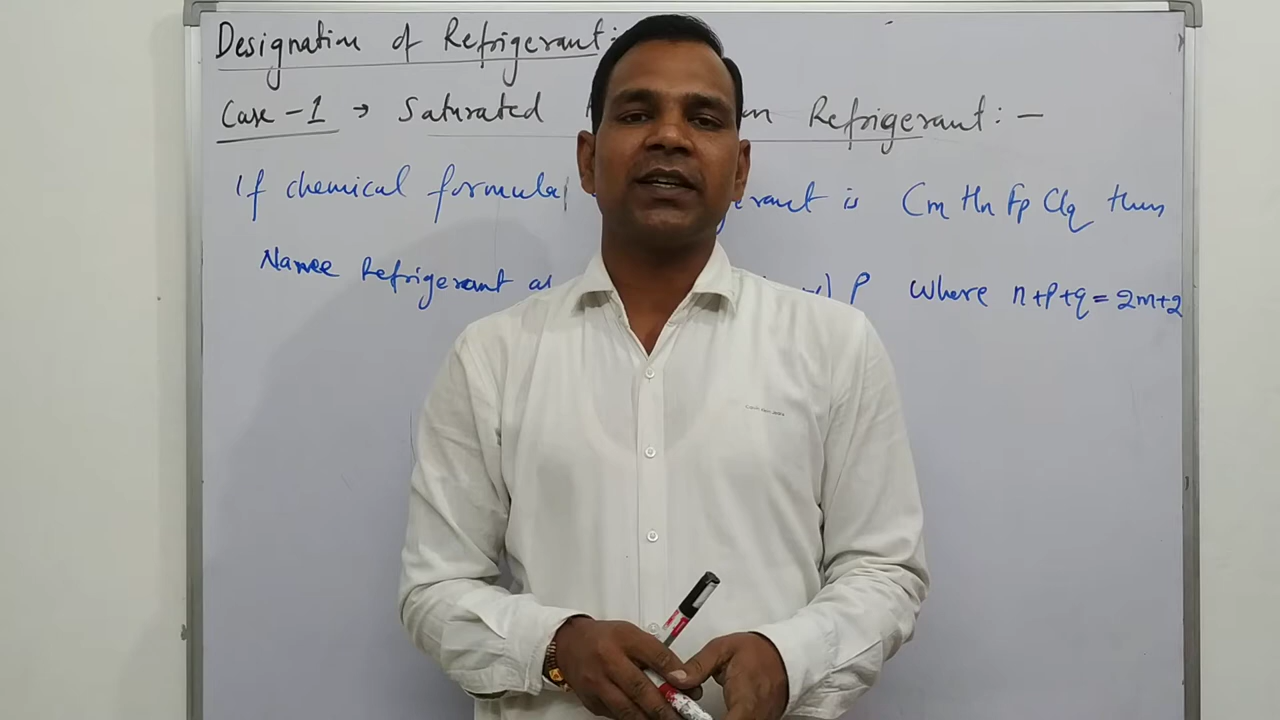 Designation of Refrigerant:
Case-1 → Saturated Refrigerant:-
If chemical formula is Cm Hn Fp Clq then
Name Refrigerant as P where n+p+q = 2m+2